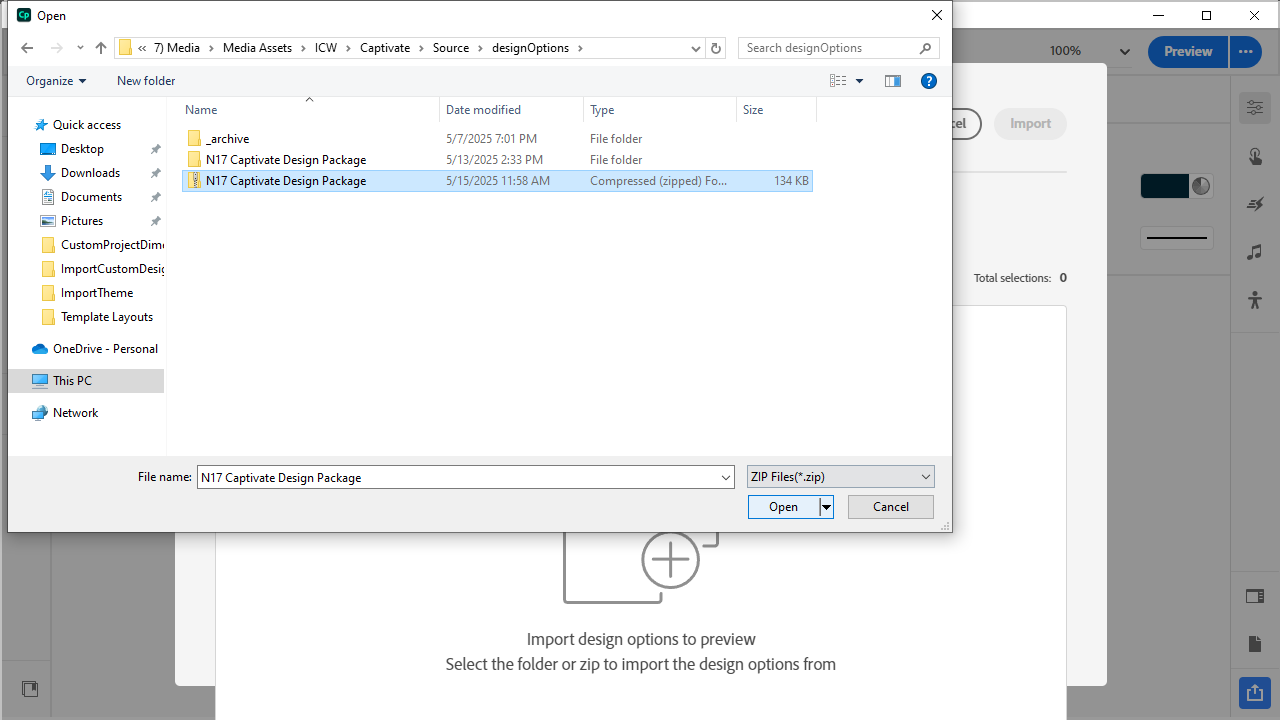 Cp Open
« 7) Media > Media Assets > ICW > Captivate > Source > designOptions >
Search designOptions
100%
Preview
Organize
New folder
Name
Date modified
Type
Size
Quick access
Desktop
Downloads
Documents
Pictures
CustomProjectDim
ImportCustomDesig
ImportTheme
Template Layouts
OneDrive - Personal
This PC
Network
_archive 5/7/2025 7:01 PM File folder
N17 Captivate Design Package 5/13/2025 2:33 PM File folder
N17 Captivate Design Package 5/15/2025 11:58 AM Compressed (zipped) Fo... 134 KB
cel
Import
Total selections: 0
File name: N17 Captivate Design Package
ZIP Files(*.zip)
Open
Cancel
Import design options to preview
Select the folder or zip to import the design options from